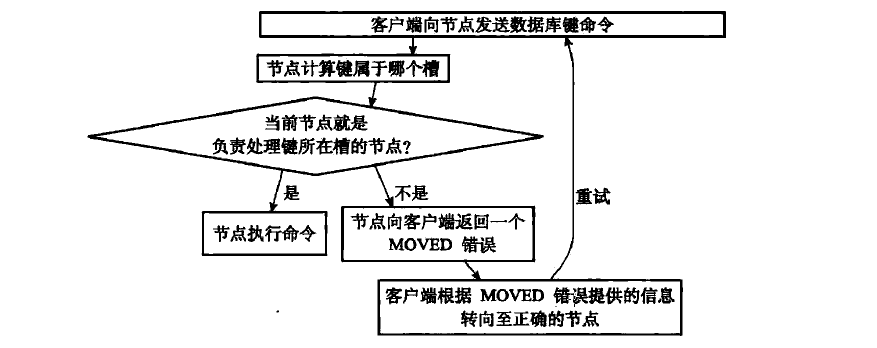 客户端向节点发送数据库键命令
节点计算键属于哪个槽
当前节点就是
负责处理键所在槽的节点?
是
不是
重试
节点执行命令
节点向客户端返回一个
MOVED 错误
客户端根据 MOVED 错误提供的信息
转向至正确的节点